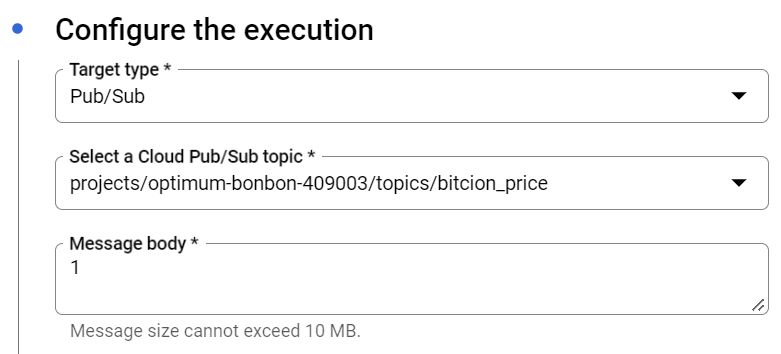 Configure the execution
Target type *
Pub/Sub
Select a Cloud Pub/Sub topic *
projects/optimum-bonbon-409003/topics/bitcion_price
Message body *
1
Message size cannot exceed 10 MB.